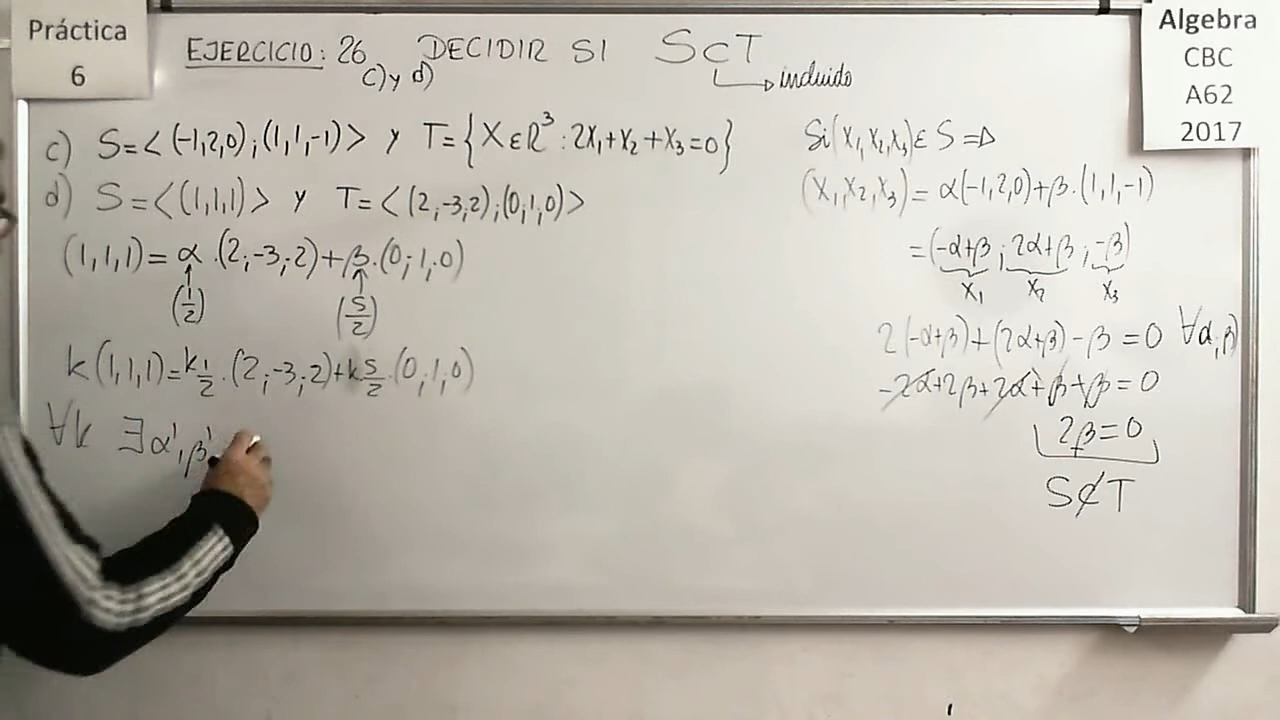 Práctica
6
EJERCICIO: 26 c) y d) DECIDIR SI S⊂T
incluido
Algebra
CBC
A62
2017
c) S=<(-1,2,0);(1,1,-1)> y T={X∈ℝ³: 2x₁+x₂+x₃=0}
d) S=<(1,1,1)> y T=<(2,-3,2);(0,1,0)>
(1,1,1)=α.(2;-3;2)+β.(0;1;0)
(1/2) (5/2)
k(1,1,1)=k1/2.(2;-3;2)+k5/2.(0,1,0)
∀k ∃α',β'
Si(x₁,x₂,x₃)∈S ⇒
(x₁,x₂,x₃)=α(-1,2,0)+β.(1,1,-1)
=(-α+β;2α+β;-β)
x₁ x₂ x₃
2(-α+β)+(2α+β)-β=0 ∀α,β
-2α+2β+2α+β-β=0
2β=0
S⊄T